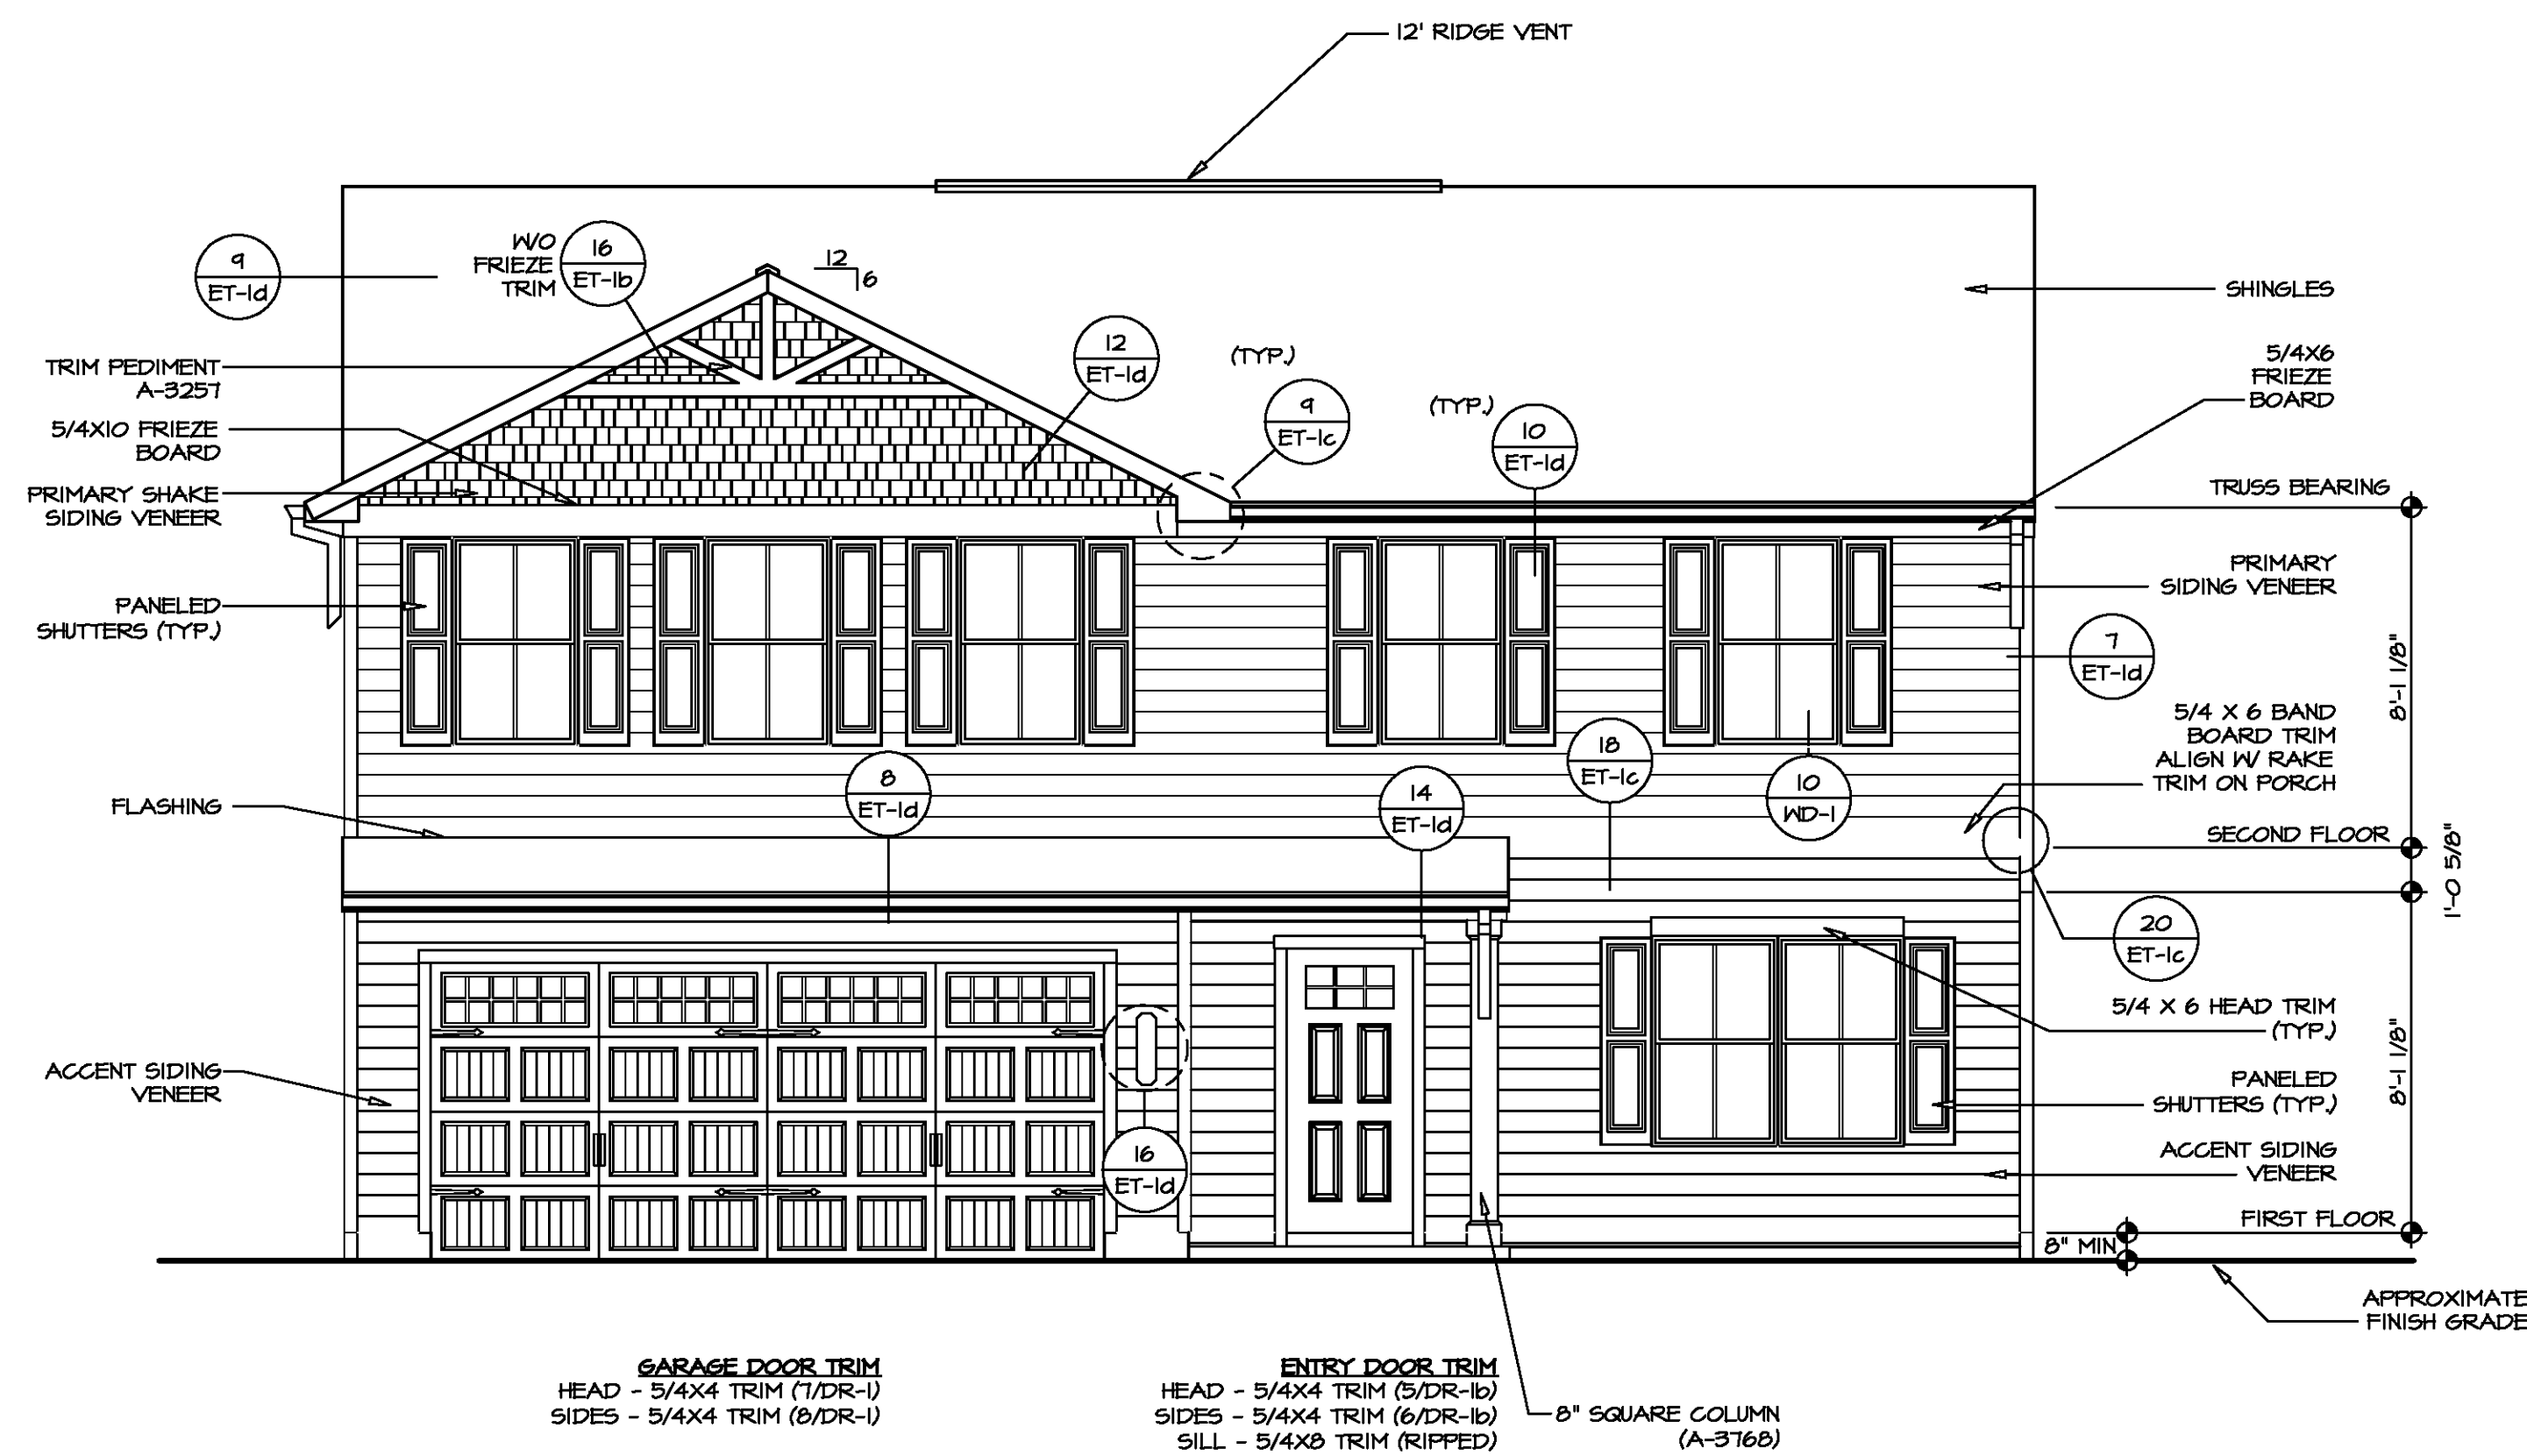 12' RIDGE VENT
9
ET-1d
W/O
FRIEZE
TRIM
16
ET-1b
12
6
SHINGLES
TRIM PEDIMENT
A-3257
12
ET-1d
(TYP.)
9
ET-1c
(TYP.)
10
ET-1d
5/4X6
FRIEZE
BOARD
5/4X10 FRIEZE
BOARD
PRIMARY SHAKE
SIDING VENEER
TRUSS BEARING
PRIMARY
SIDING VENEER
PANELED
SHUTTERS (TYP.)
7
ET-1d
8'-1 1/8"
5/4 X 6 BAND
BOARD TRIM
ALIGN W/ RAKE
TRIM ON PORCH
FLASHING
8
ET-1d
14
ET-1d
18
ET-1c
10
WD-1
SECOND FLOOR
1'-0 5/8"
20
ET-1c
5/4 X 6 HEAD TRIM
(TYP.)
8'-1 1/8"
ACCENT SIDING
VENEER
PANELED
SHUTTERS (TYP.)
16
ET-1d
ACCENT SIDING
VENEER
FIRST FLOOR
8" MIN
APPROXIMATE
FINISH GRADE
GARAGE DOOR TRIM
HEAD - 5/4X4 TRIM (7/DR-1)
SIDES - 5/4X4 TRIM (8/DR-1)
ENTRY DOOR TRIM
HEAD - 5/4X4 TRIM (5/DR-1b)
SIDES - 5/4X4 TRIM (6/DR-1b)
SILL - 5/4X8 TRIM (RIPPED)
8" SQUARE COLUMN
(A-3768)